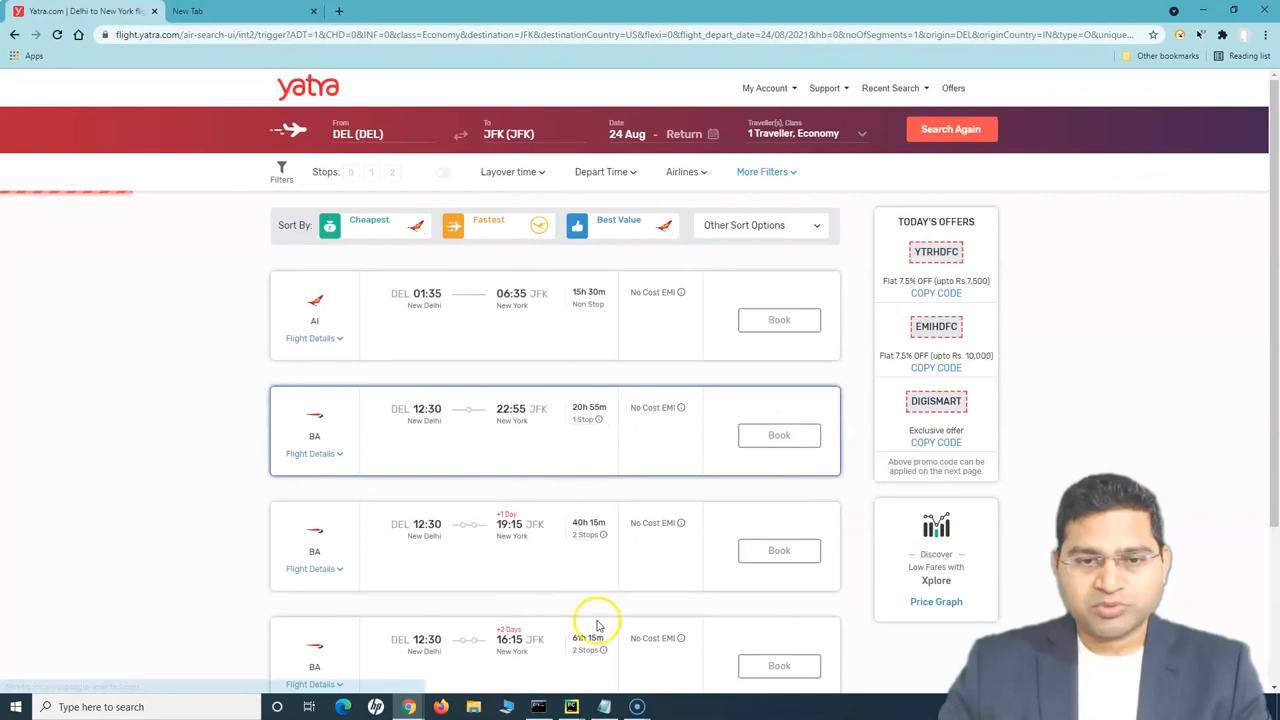 Yatra.com | Delhi to New York fli
New Tab
flight.yatra.com/air-search-ui/int2/trigger?ADT=1&CHD=0&INF=0&class=Economy&destination=JFK&destinationCountry=US&flexi=0&flight_depart_date=24/08/2021&hb=0&noOfSegments=1&origin=DEL&originCountry=IN&type=O&unique...
Apps
Other bookmarks
Reading list
yatra
My Account
Support
Recent Search
Offers
From
DEL (DEL)
To
JFK (JFK)
Date
24 Aug - Return
Traveller(s), Class
1 Traveller, Economy
Search Again
Filters
Stops: 0 1 2
Layover time
Depart Time
Airlines
More Filters
Sort By:
Cheapest
Fastest
Best Value
Other Sort Options
AI
Flight Details
DEL 01:35
New Delhi
06:35 JFK
New York
15h 30m
Non Stop
No Cost EMI
Book
BA
Flight Details
DEL 12:30
New Delhi
22:55 JFK
New York
20h 55m
1 Stop
No Cost EMI
Book
BA
Flight Details
DEL 12:30
New Delhi
+1 Day
19:15 JFK
New York
40h 15m
2 Stops
No Cost EMI
Book
BA
Flight Details
DEL 12:30
New Delhi
+2 Days
16:15 JFK
New York
61h 15m
2 Stops
No Cost EMI
Book
TODAY'S OFFERS
YTRHDFC
Flat 7.5% OFF (upto Rs.7,500)
COPY CODE
EMIHDFC
Flat 7.5% OFF (upto Rs. 10,000)
COPY CODE
DIGISMART
Exclusive offer
COPY CODE
Above promo code can be
applied on the next page.
Discover
Low Fares with
Xplore
Price Graph
Type here to search